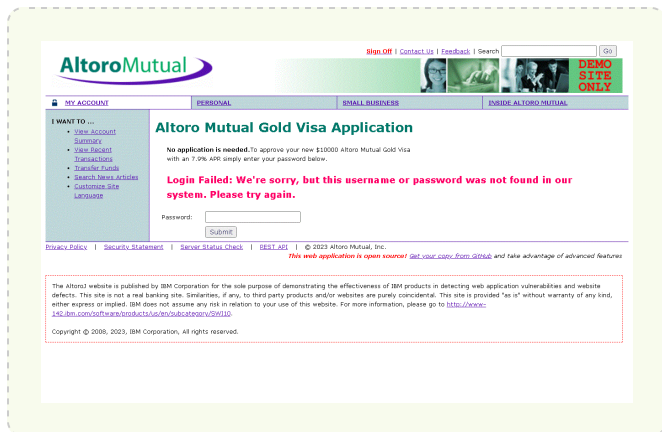 Sign Off | Contact Us | Feedback | Search Go
AltoroMutual
DEMO
SITE
ONLY
MY ACCOUNT PERSONAL SMALL BUSINESS INSIDE ALTORO MUTUAL
I WANT TO ...
View Account
Summary
View Recent
Transactions
Transfer Funds
Search News Articles
Customize Site
Language
Altoro Mutual Gold Visa Application
No application is needed.To approve your new $10000 Altoro Mutual Gold Visa
with an 7.9% APR simply enter your password below.
Login Failed: We're sorry, but this username or password was not found in our
system. Please try again.
Password:
Submit
Privacy Policy | Security Statement | Server Status Check | REST API | © 2023 Altoro Mutual, Inc.
This web application is open source! Get your copy from GitHub and take advantage of advanced features
The AltoroJ website is published by IBM Corporation for the sole purpose of demonstrating the effectiveness of IBM products in detecting web application vulnerabilities and website
defects. This site is not a real banking site. Similarities, if any, to third party products and/or websites are purely coincidental. This site is provided "as is" without warranty of any kind,
either express or implied. IBM does not assume any risk in relation to your use of this website. For more information, please go to http://www-
142.ibm.com/software/products/us/en/subcategory/SWI10.
Copyright © 2008, 2023, IBM Corporation, All rights reserved.